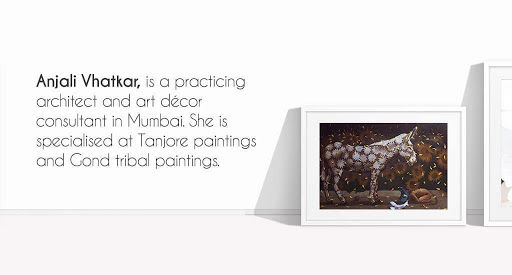 Anjali Vhatkar, is a practicing
architect and art décor
consultant in Mumbai. She is
specialised at Tanjore paintings
and Gond tribal paintings.